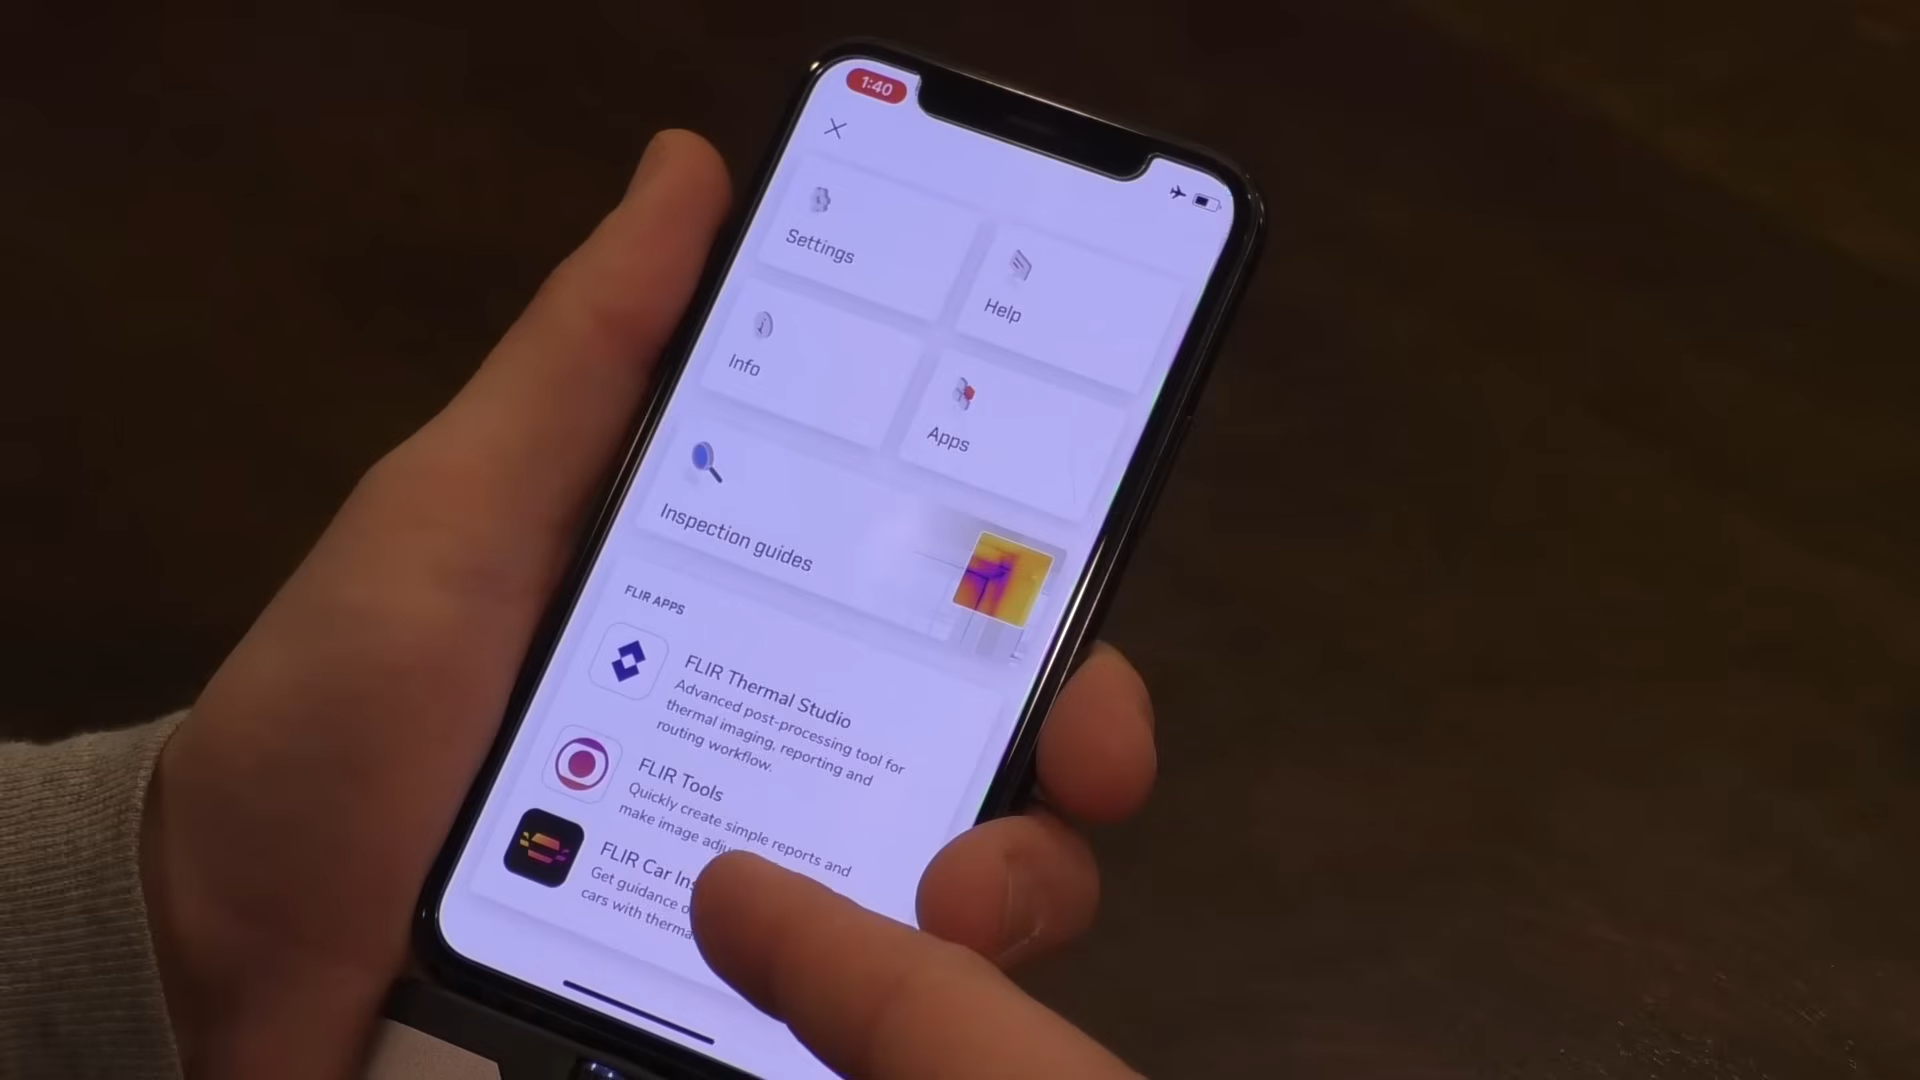 1:40
Settings
Help
Info
Apps
Inspection guides
FLIR APPS
FLIR Thermal Studio
Advanced post-processing tool for
thermal imaging, reporting and
routing workflow.
FLIR Tools
Quickly create simple reports and
make image
FLIR Car
Get guidance
cars with